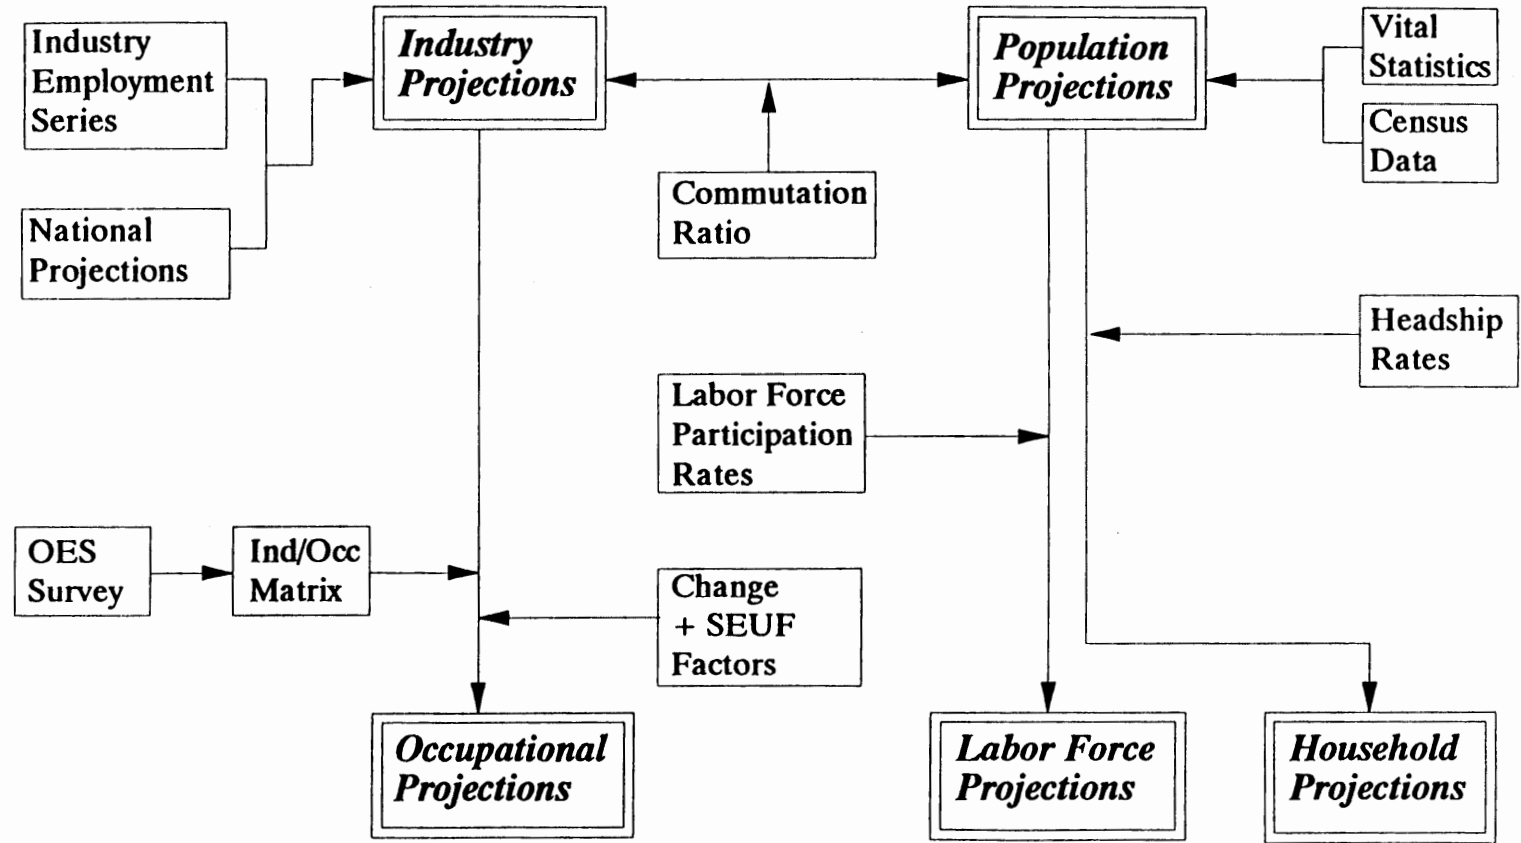 Industry
Employment
Series
Industry
Projections
Population
Projections
Vital
Statistics
Census
Data
National
Projections
Commutation
Ratio
Headship
Rates
Labor Force
Participation
Rates
OES
Survey
Ind/Occ
Matrix
Change
+ SEUF
Factors
Occupational
Projections
Labor Force
Projections
Household
Projections